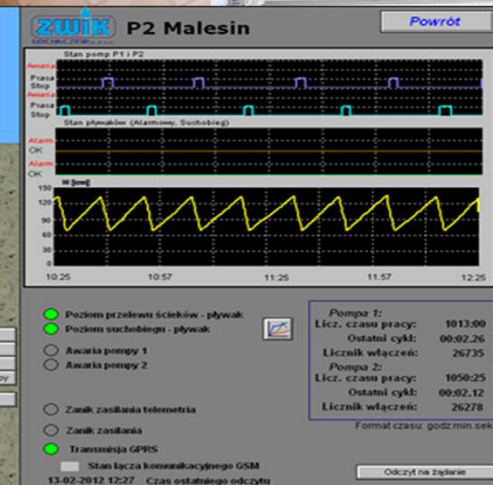 ZWiK
SOCHACZEW
P2 Malesin
Powrót
Stan pomp P1 i P2
Awaria
Praca
Stop
Awaria
Praca
Stop
Stan pływaków (Alarmowy, Suchobieg)
Alarm
OK
Alarm
OK
H [cm]
150
120
90
60
30
0
10:25 10:57 11:25 11:57 12:25
Poziom przelewu ścieków - pływak
Poziom suchobiegu - pływak
Awaria pompy 1
Awaria pompy 2
Zanik zasilania telemetria
Zanik zasilania
Transmisja GPRS
Stan łącza komunikacyjnego GSM
13-02-2012 12:27 Czas ostatniego odczytu
Pompa 1:
Licz. czasu pracy: 1013:00
Ostatni cykl: 00:02.26
Licznik włączeń: 26735
Pompa 2:
Licz. czasu pracy: 1050:25
Ostatni cykl: 00:02.12
Licznik włączeń: 26278
Format czasu: godz:min.sek
Odczyt na żądanie